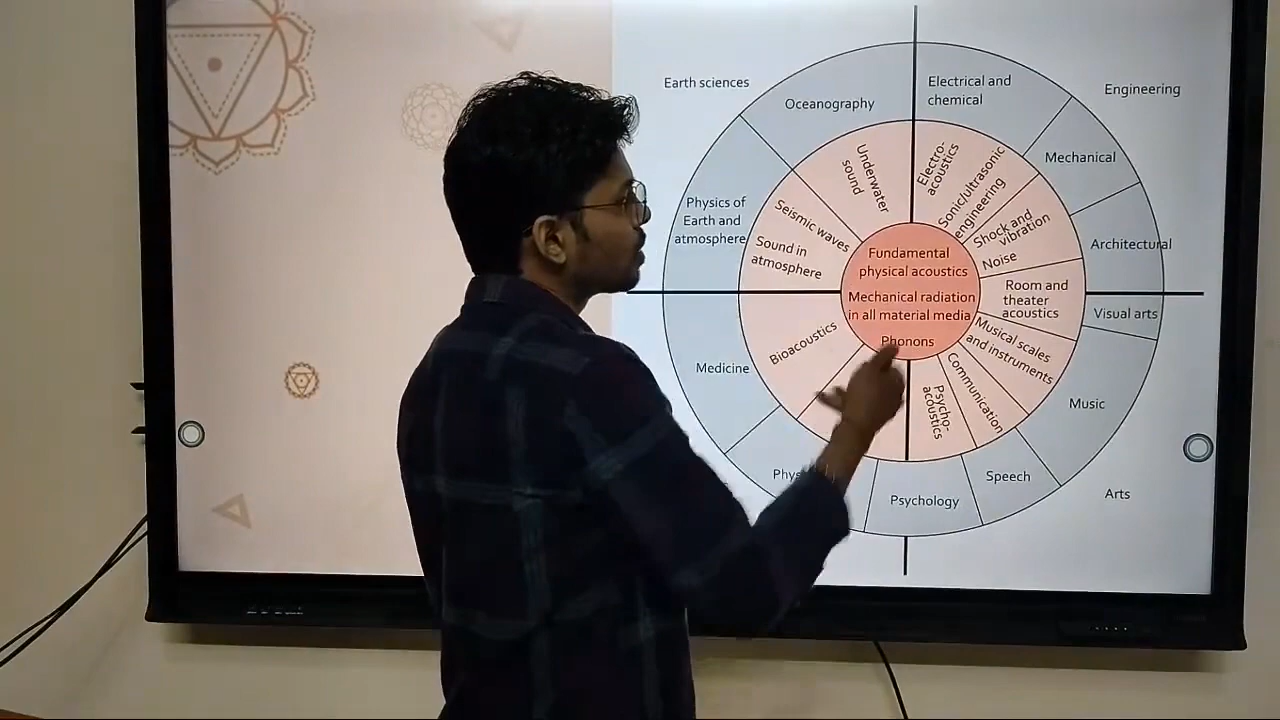 Earth sciences
Oceanography
Electrical and
chemical
Engineering
Mechanical
Architectural
Physics of
Earth and
atmosphere
Underwater
sound
Electro-
acoustics
Sonic/ultrasonic
engineering
Shock and
vibration
Noise
Seismic waves
Sound in
atmosphere
Fundamental
physical acoustics
Mechanical radiation
in all material media
Phonons
Room and
theater
acoustics
Visual arts
Musical scales
and instruments
Bioacoustics
Medicine
Communication
Psycho-
acoustics
Music
Speech
Psychology
Arts